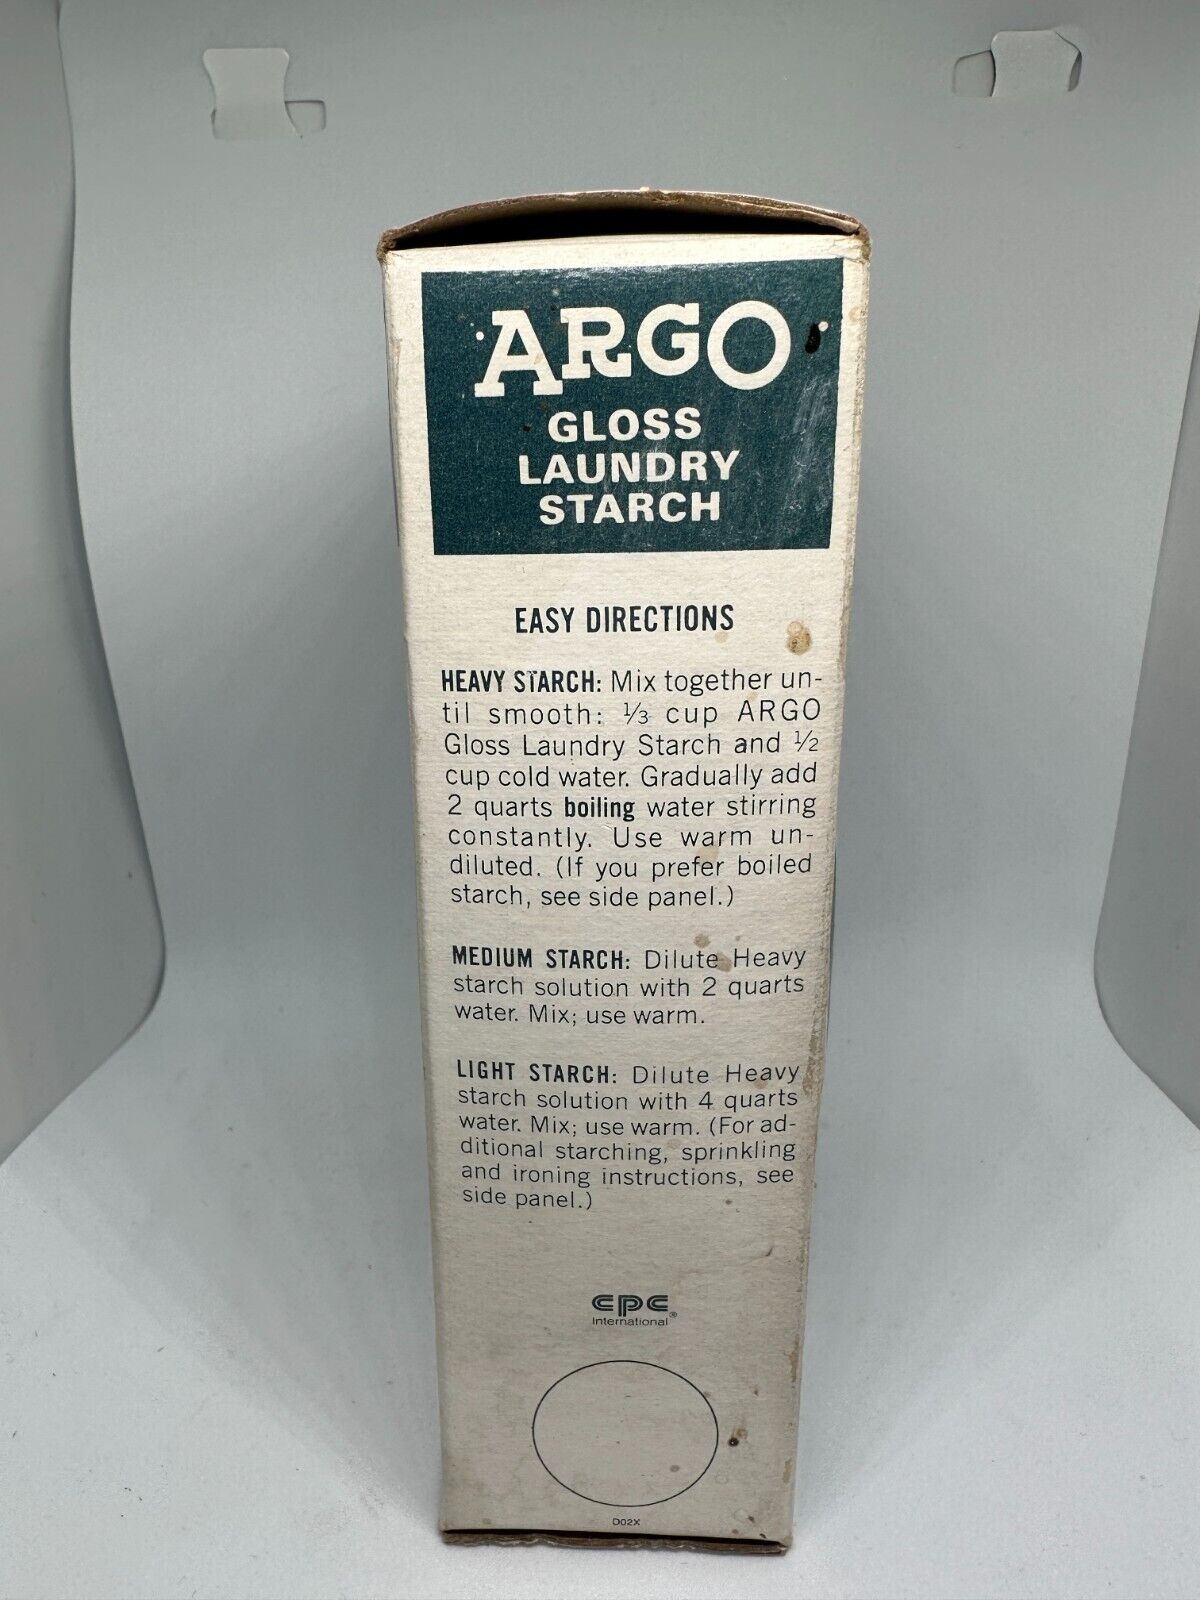 ARGO
GLOSS
LAUNDRY
STARCH
EASY DIRECTIONS
HEAVY STARCH: Mix together un-
til smooth: ⅓ cup ARGO
Gloss Laundry Starch and ½
cup cold water. Gradually add
2 quarts boiling water stirring
constantly. Use warm un-
diluted. (If you prefer boiled
starch, see side panel.)
MEDIUM STARCH: Dilute Heavy
starch solution with 2 quarts
water. Mix; use warm.
LIGHT STARCH: Dilute Heavy
starch solution with 4 quarts
water. Mix; use warm. (For ad-
ditional starching, sprinkling
and ironing instructions, see
side panel.)
CPC
International®
D02X